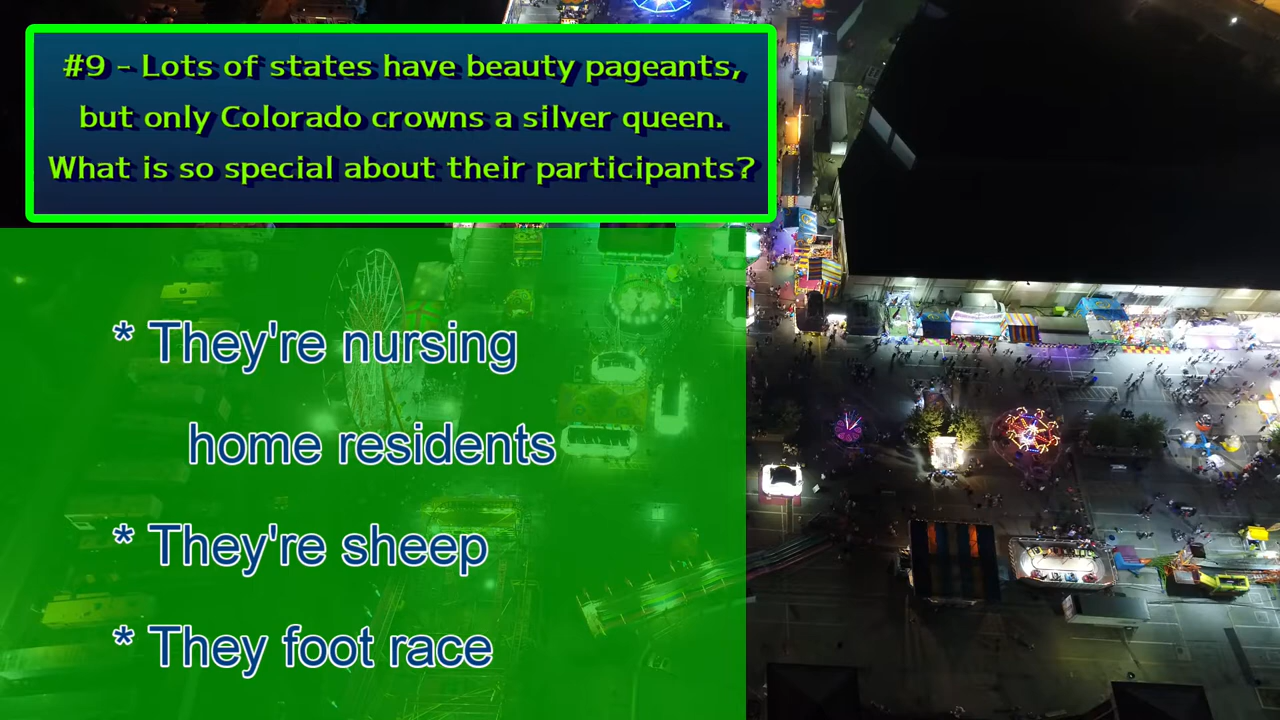 #9 - Lots of states have beauty pageants,
but only Colorado crowns a silver queen.
What is so special about their participants?
* They're nursing
home residents
* They're sheep
* They foot race